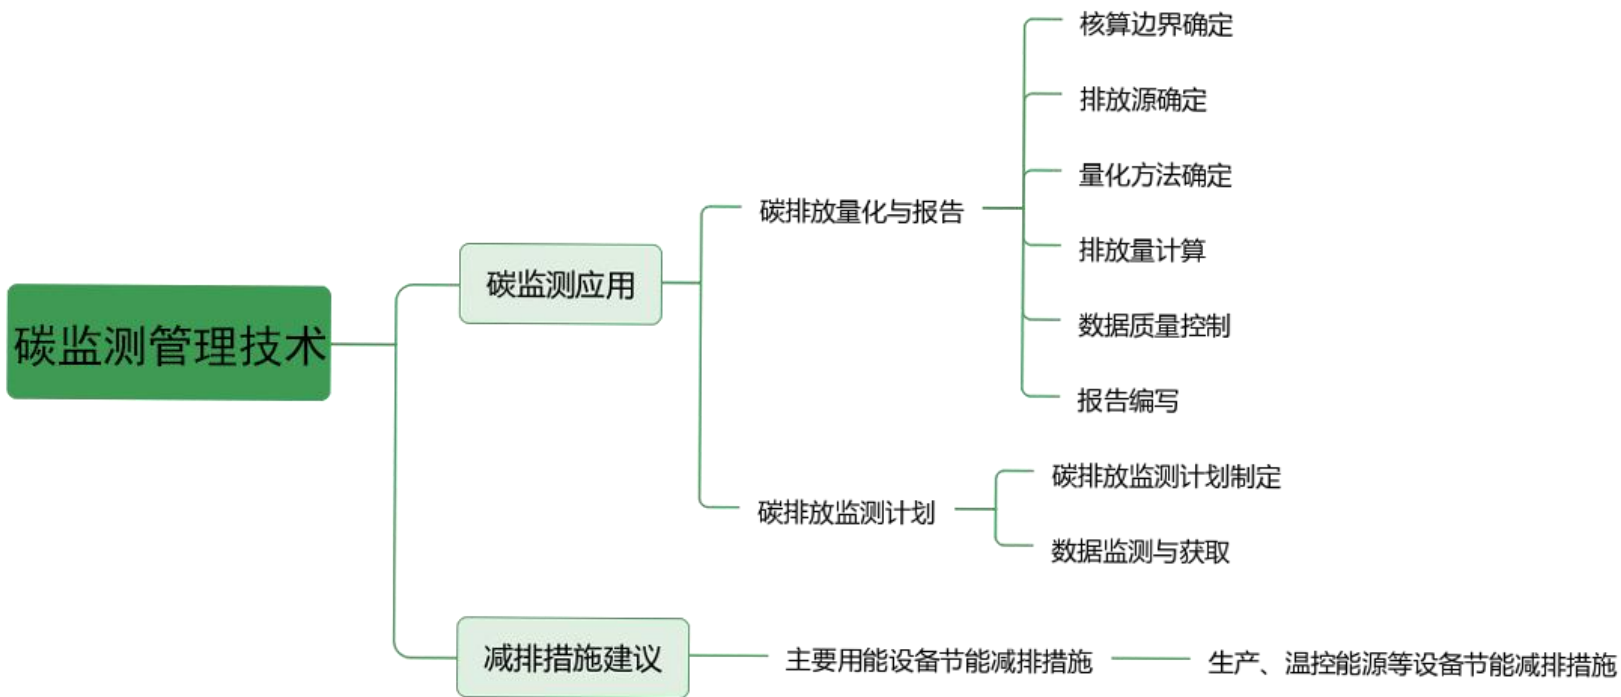 碳监测管理技术
碳监测应用
碳排放量化与报告
核算边界确定
排放源确定
量化方法确定
排放量计算
数据质量控制
报告编写
碳排放监测计划
碳排放监测计划制定
数据监测与获取
减排措施建议
主要用能设备节能减排措施
生产、温控能源等设备节能减排措施